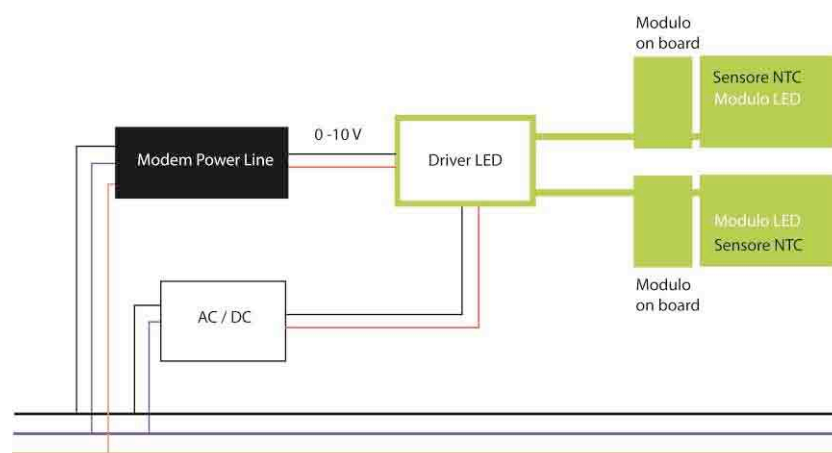 Modulo
on board
Sensore NTC
Modulo LED
0 -10 V
Modem Power Line
Driver LED
Modulo LED
Sensore NTC
Modulo
on board
AC / DC